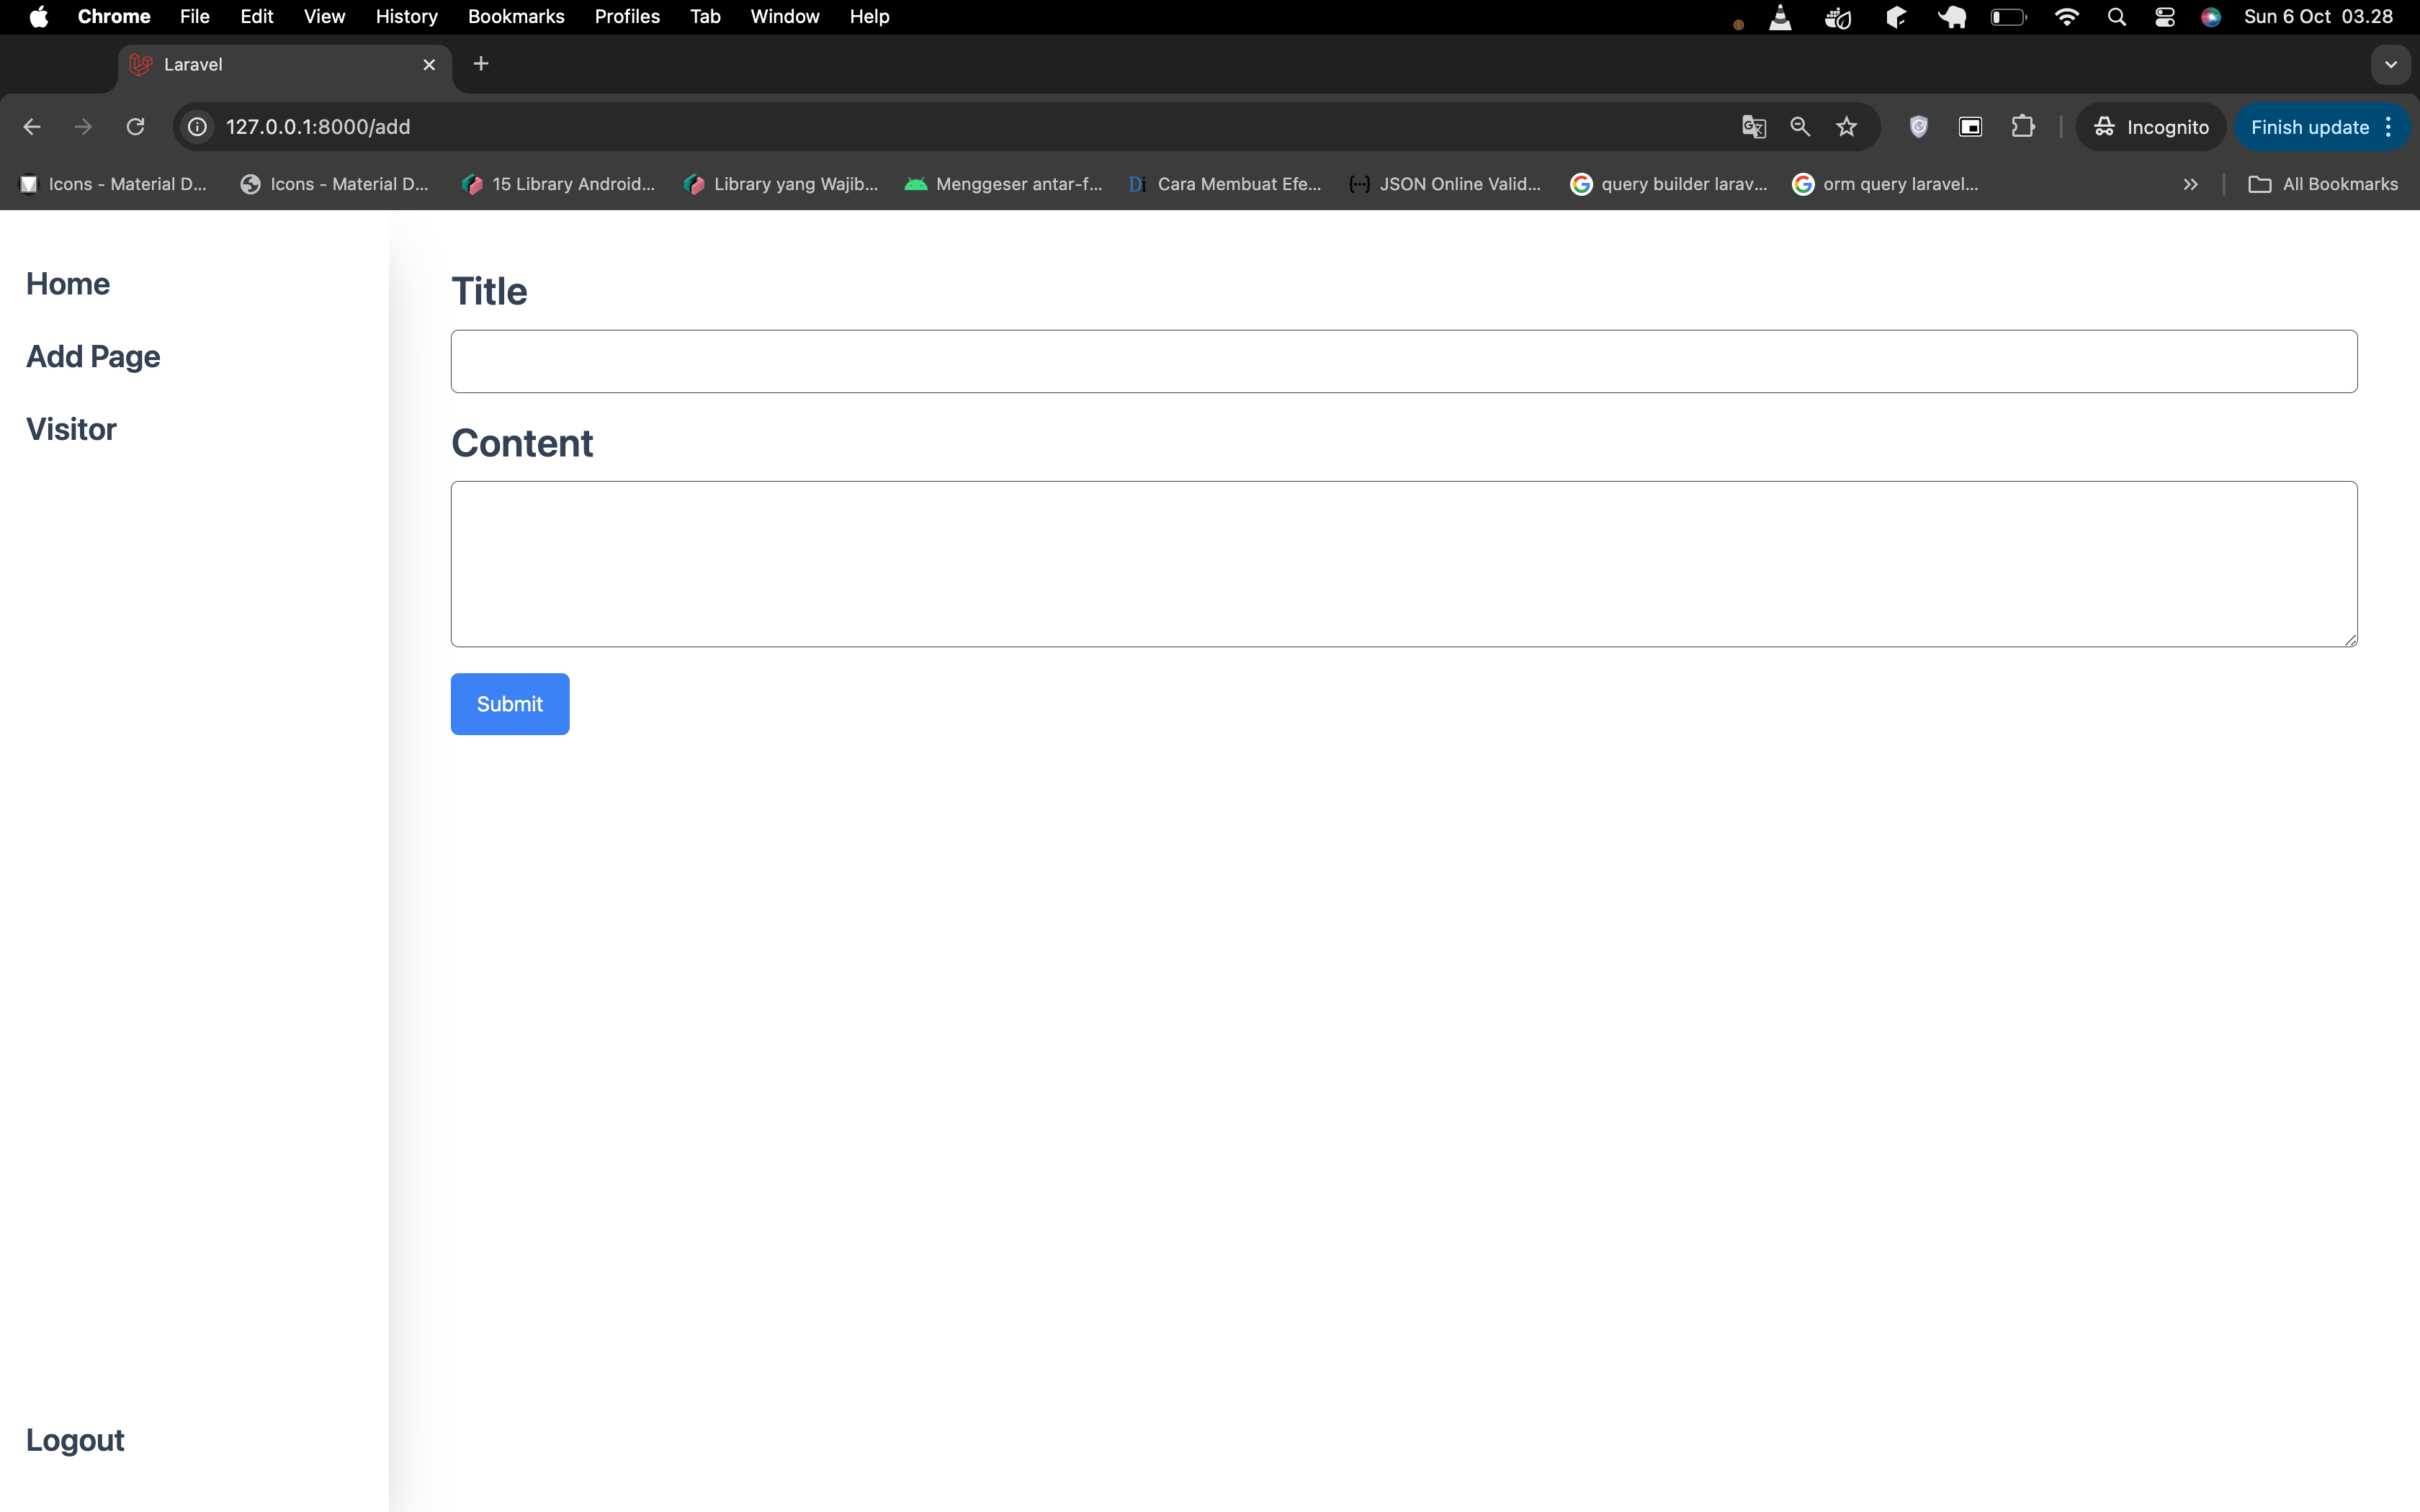 Chrome File Edit View History Bookmarks Profiles Tab Window Help Sun 6 Oct 03.28
Laravel
127.0.0.1:8000/add Incognito Finish update
Icons - Material D... Icons - Material D... 15 Library Android... Library yang Wajib... Menggeser antar-f... Di Cara Membuat Efe... JSON Online Valid... query builder larav... orm query laravel... All Bookmarks
Home
Add Page
Visitor
Logout
Title
Content
Submit